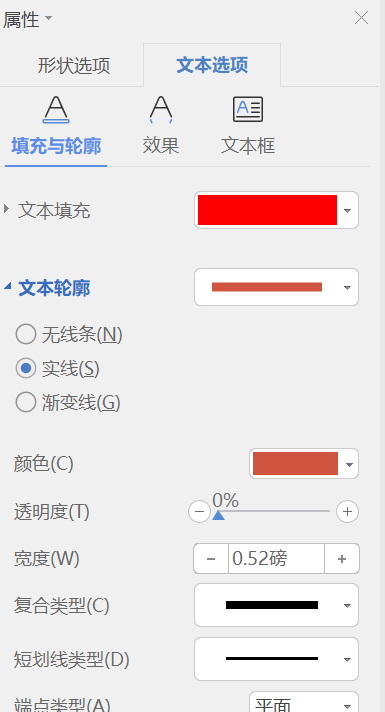 属性
形状选项 文本选项
填充与轮廓 效果 文本框
文本填充
文本轮廓
无线条(N)
实线(S)
渐变线(G)
颜色(C)
透明度(T) 0%
宽度(W) 0.52磅
复合类型(C)
短划线类型(D)
端点类型(A) 平面